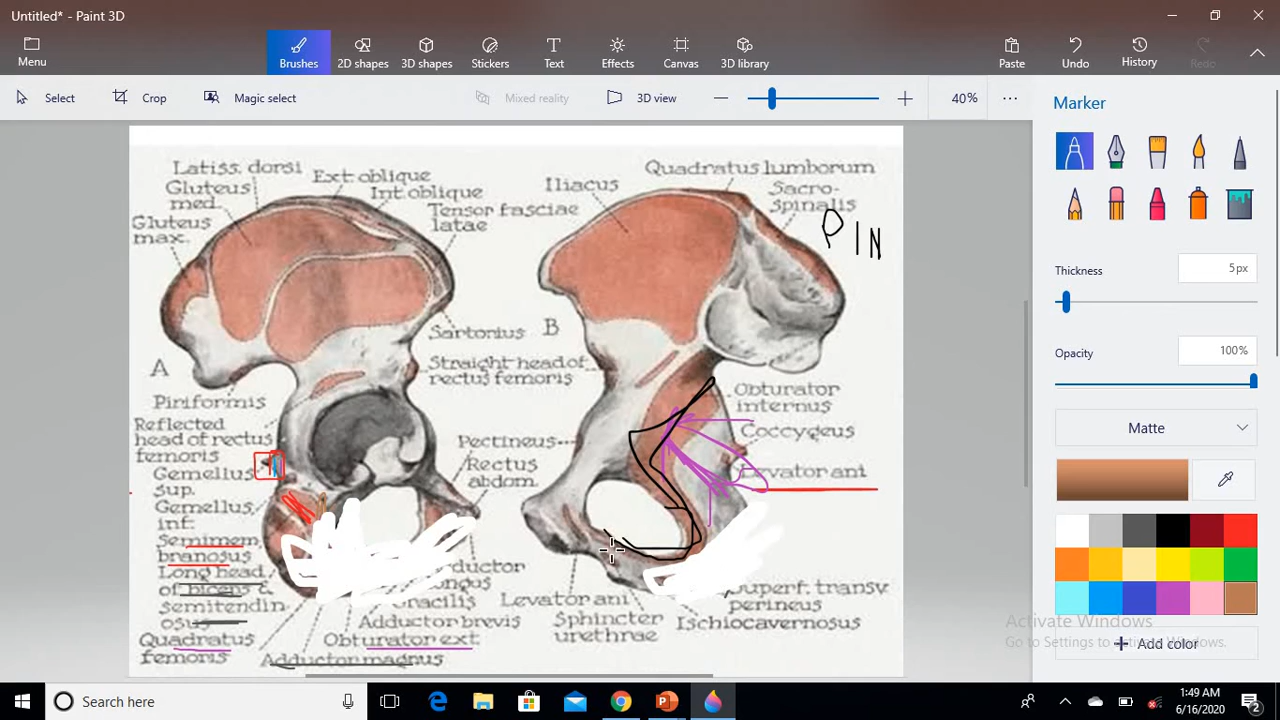 Untitled* - Paint 3D
Menu
Brushes
2D shapes
3D shapes
Stickers
Text
Effects
Canvas
3D library
Paste
Undo
History
Redo
Select
Crop
Magic select
Mixed reality
3D view
40%
Marker
Thickness
5px
Opacity
100%
Matte
Add color
Activate Windows
Go to Settings to activate Windows.
Latiss. dorsi
Gluteus
med.
Gluteus
max.
Ext oblique
Int. oblique
Tensor fasciae
latae
Sartorius
Straight head of
rectus femoris
A
Piriformis
Reflected
head of rectus
femoris
Gemellus
sup.
Gemellus
inf:
Semimem
branosus
Long head
of biceps &
semitendin
osus
Quadratus
femoris
Adductor magnus
Obturator ext
Adductor brevis
Gracilis
Pectineus
Rectus
abdom.
Iliacus
Quadratus lumborum
Sacro-
spinalis
PIN
B
Obturator
internus
Coccygeus
Levator ani
Levator ani
Sphincter
urethrae
Ischiocavernosus
Superf. transv.
perineus
Search here
1:49 AM
6/16/2020
2